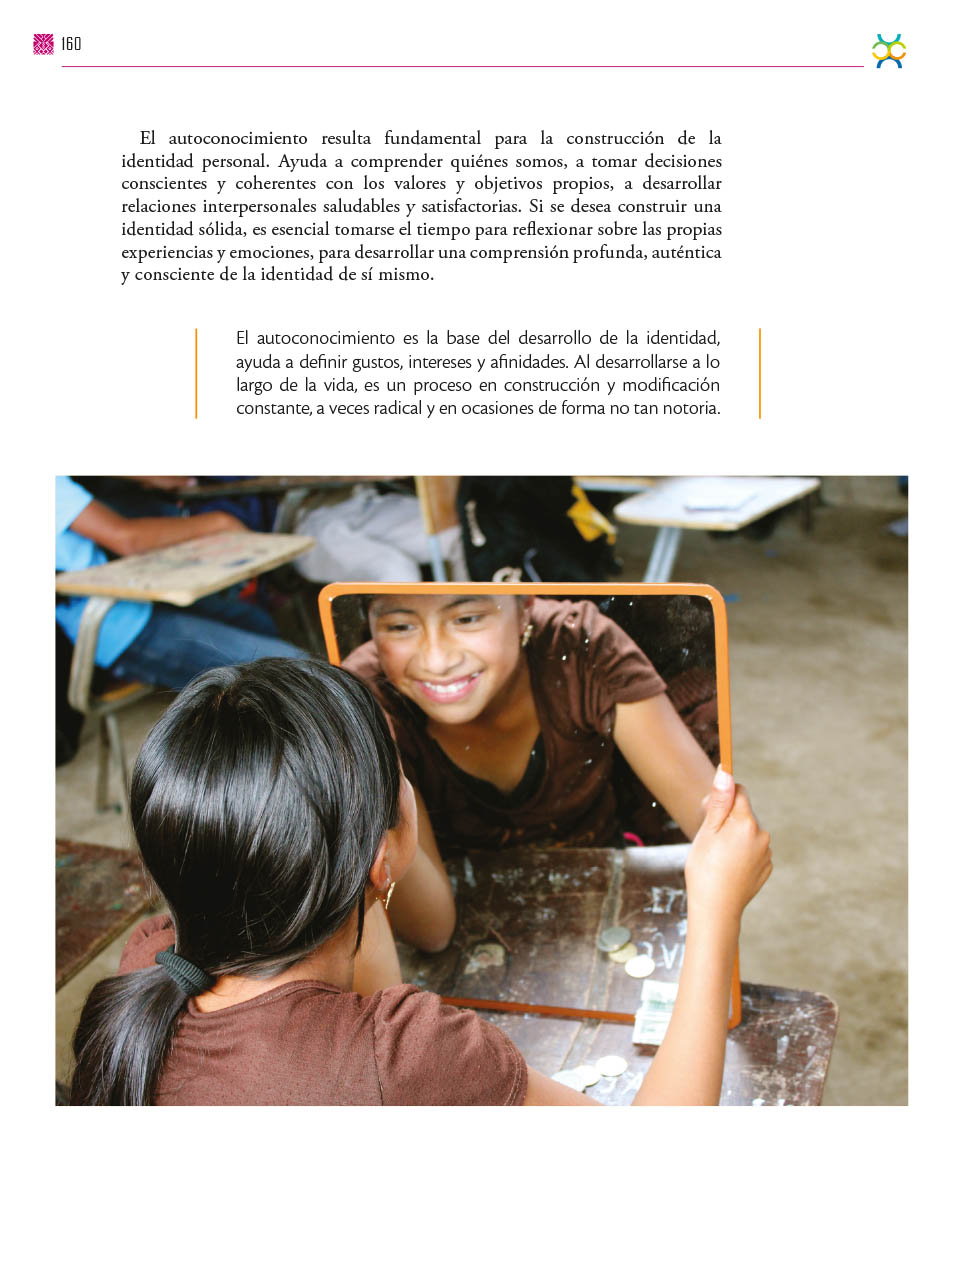 160
El autoconocimiento resulta fundamental para la construcción de la
identidad personal. Ayuda a comprender quiénes somos, a tomar decisiones
conscientes y coherentes con los valores y objetivos propios, a desarrollar
relaciones interpersonales saludables y satisfactorias. Si se desea construir una
identidad sólida, es esencial tomarse el tiempo para reflexionar sobre las propias
experiencias y emociones, para desarrollar una comprensión profunda, auténtica
y consciente de la identidad de sí mismo.
El autoconocimiento es la base del desarrollo de la identidad,
ayuda a definir gustos, intereses y afinidades. Al desarrollarse a lo
largo de la vida, es un proceso en construcción y modificación
constante, a veces radical y en ocasiones de forma no tan notoria.